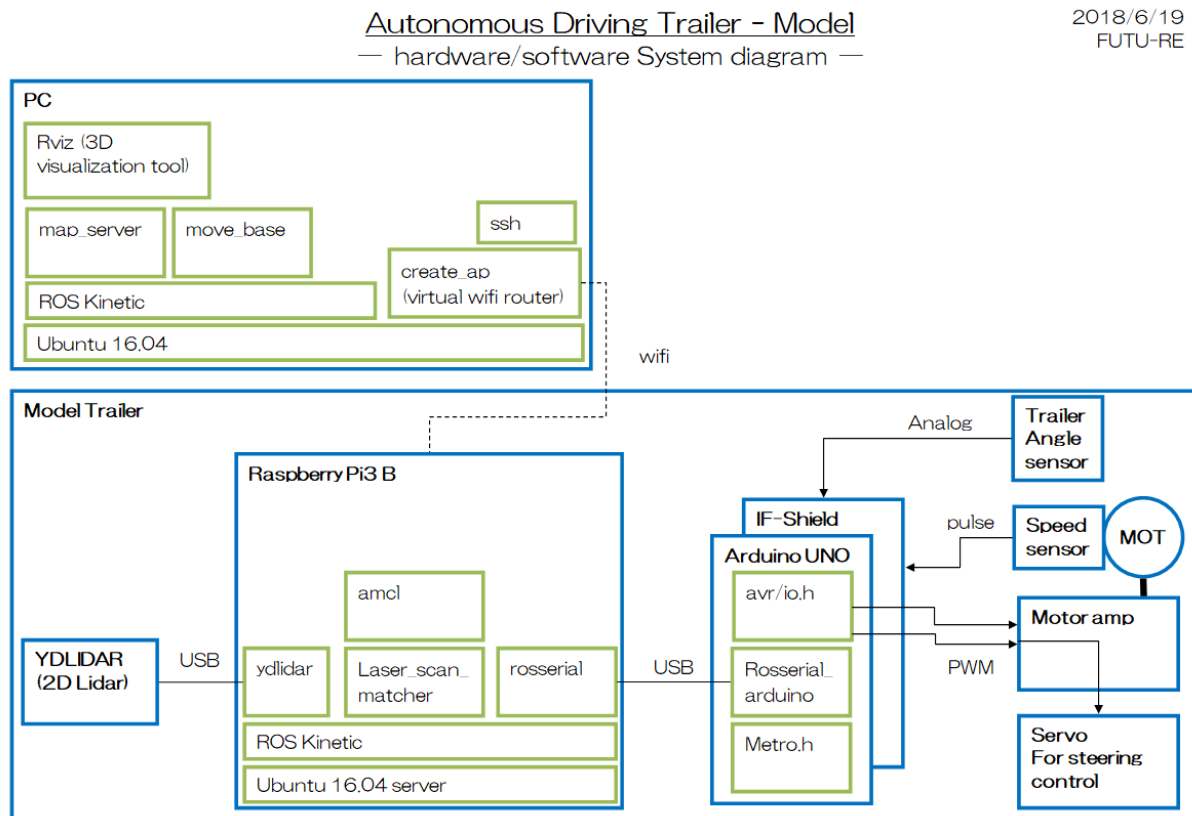 Autonomous Driving Trailer - Model
— hardware/software System diagram —
2018/6/19
FUTU-RE
PC
Rviz (3D
visualization tool)
map_server
move_base
ssh
create_ap
(virtual wifi router)
ROS Kinetic
Ubuntu 16.04
wifi
Model Trailer
Analog
Trailer
Angle
sensor
Raspberry Pi3 B
IF-Shield
pulse
Speed
sensor
MOT
Arduino UNO
amcl
avr/io.h
Motor amp
YDLIDAR
(2D Lidar)
USB
ydlidar
Laser_scan_
matcher
rosserial
USB
Rosserial_
arduino
PWM
ROS Kinetic
Metro.h
Servo
For steering
control
Ubuntu 16.04 server